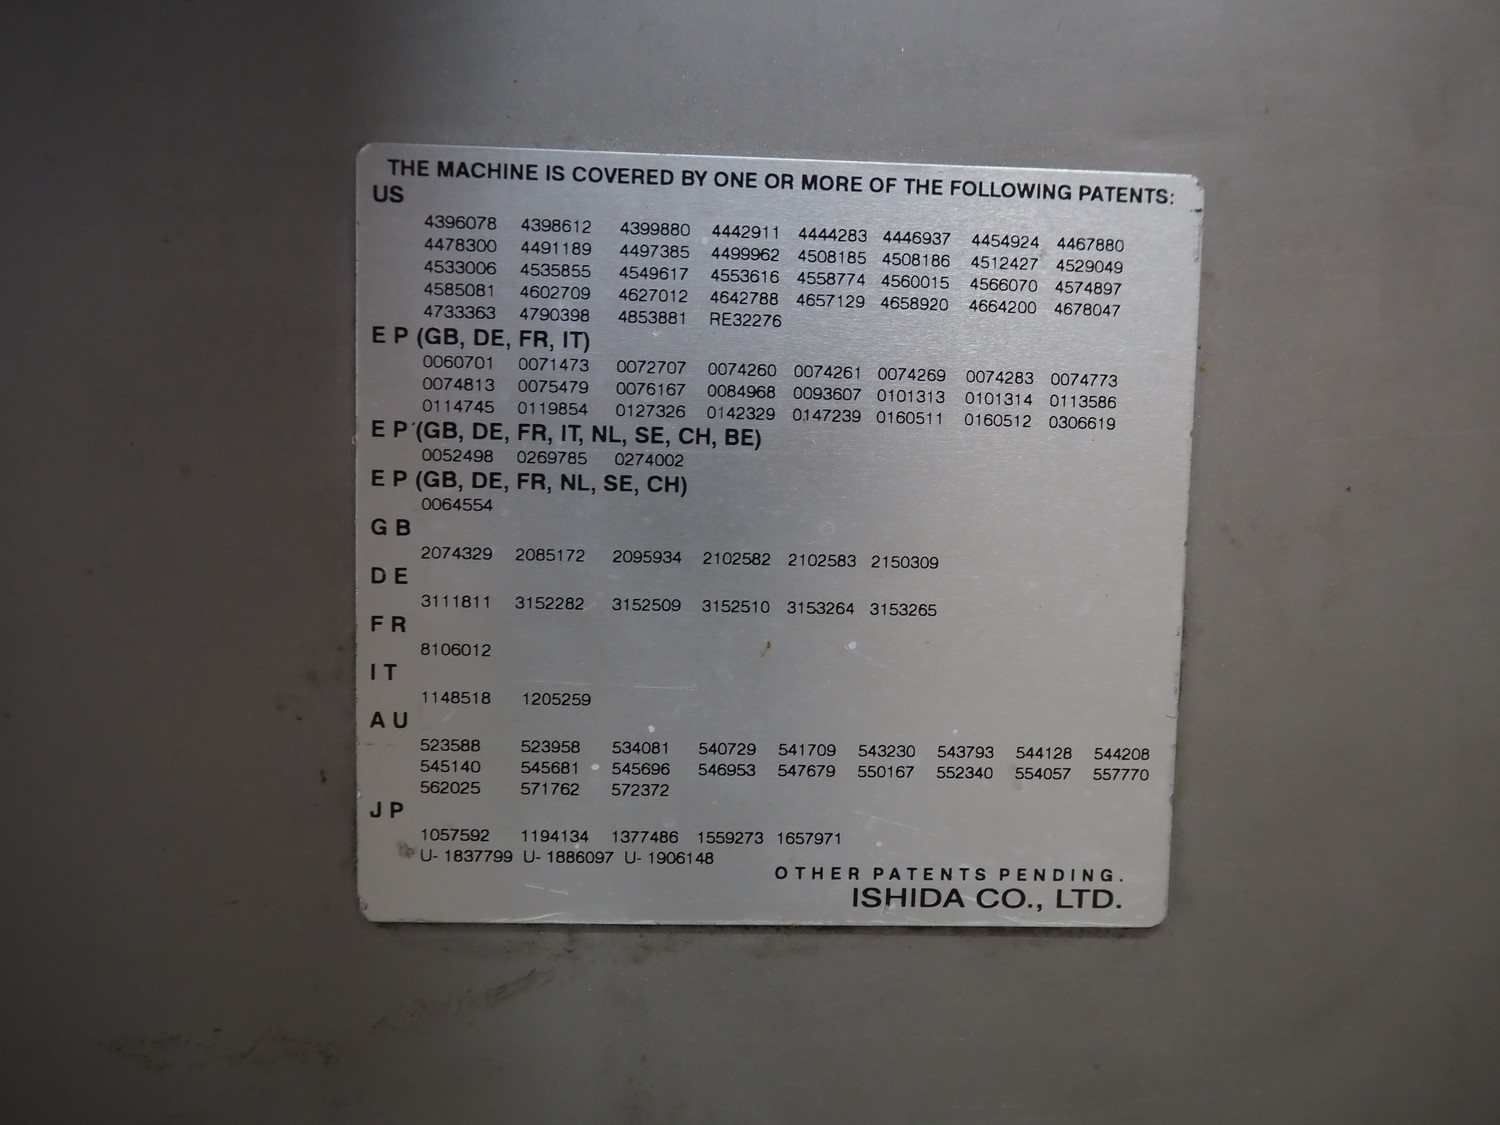 THE MACHINE IS COVERED BY ONE OR MORE OF THE FOLLOWING PATENTS:
US
4396078 4398612 4399880 4442911 4444283 4446937 4454924 4467880
4478300 4491189 4497385 4499962 4508185 4508186 4512427 4529049
4533006 4535855 4549617 4553616 4558774 4560015 4566070 4574897
4585081 4602709 4627012 4642788 4657129 4658920 4664200 4678047
4733363 4790398 4853881 RE32276
E P (GB, DE, FR, IT)
0060701 0071473 0072707 0074260 0074261 0074269 0074283 0074773
0074813 0075479 0076167 0084968 0093607 0101313 0101314 0113586
0114745 0119854 0127326 0142329 0147239 0160511 0160512 0306619
E P (GB, DE, FR, IT, NL, SE, CH, BE)
0052498 0269785 0274002
E P (GB, DE, FR, NL, SE, CH)
0064554
G B
2074329 2085172 2095934 2102582 2102583 2150309
D E
3111811 3152282 3152509 3152510 3153264 3153265
F R
8106012
I T
1148518 1205259
A U
523588 523958 534081 540729 541709 543230 543793 544128 544208
545140 545681 545696 546953 547679 550167 552340 554057 557770
562025 571762 572372
J P
1057592 1194134 1377486 1559273 1657971
U- 1837799 U- 1886097 U- 1906148
OTHER PATENTS PENDING.
ISHIDA CO., LTD.